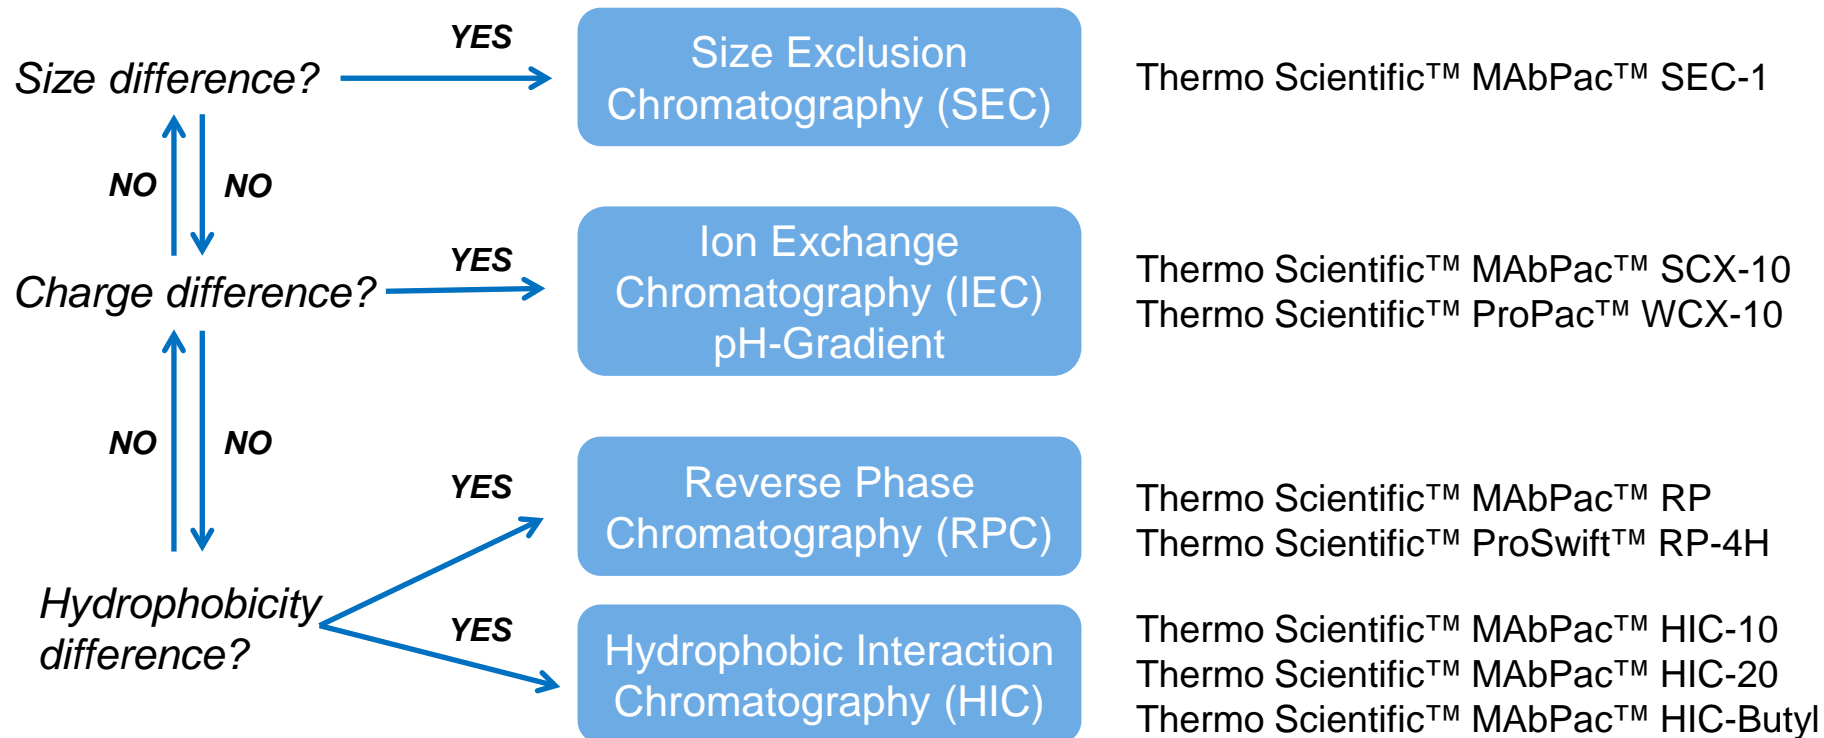 Size difference?
YES
Size Exclusion
Chromatography (SEC)
Thermo Scientific™ MAbPac™ SEC-1
NO
NO
Charge difference?
YES
Ion Exchange
Chromatography (IEC)
pH-Gradient
Thermo Scientific™ MAbPac™ SCX-10
Thermo Scientific™ ProPac™ WCX-10
NO
NO
Hydrophobicity
difference?
YES
Reverse Phase
Chromatography (RPC)
Thermo Scientific™ MAbPac™ RP
Thermo Scientific™ ProSwift™ RP-4H
YES
Hydrophobic Interaction
Chromatography (HIC)
Thermo Scientific™ MAbPac™ HIC-10
Thermo Scientific™ MAbPac™ HIC-20
Thermo Scientific™ MAbPac™ HIC-Butyl